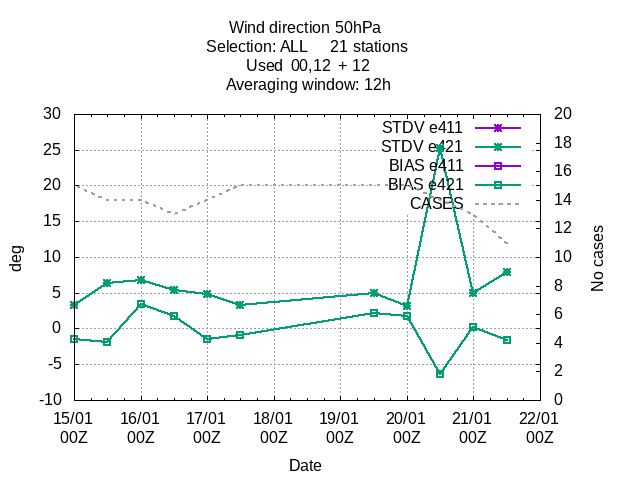 Wind direction 50hPa
Selection: ALL     21 stations
Used  00,12  + 12
Averaging window: 12h
30
25
20
15
10
5
0
-5
-10
deg
20
18
16
14
12
10
8
6
4
2
0
No cases
STDV e411
STDV e421
BIAS e411
BIAS e421
CASES
15/01 16/01 17/01 18/01 19/01 20/01 21/01 22/01
00Z 00Z 00Z 00Z 00Z 00Z 00Z 00Z
Date